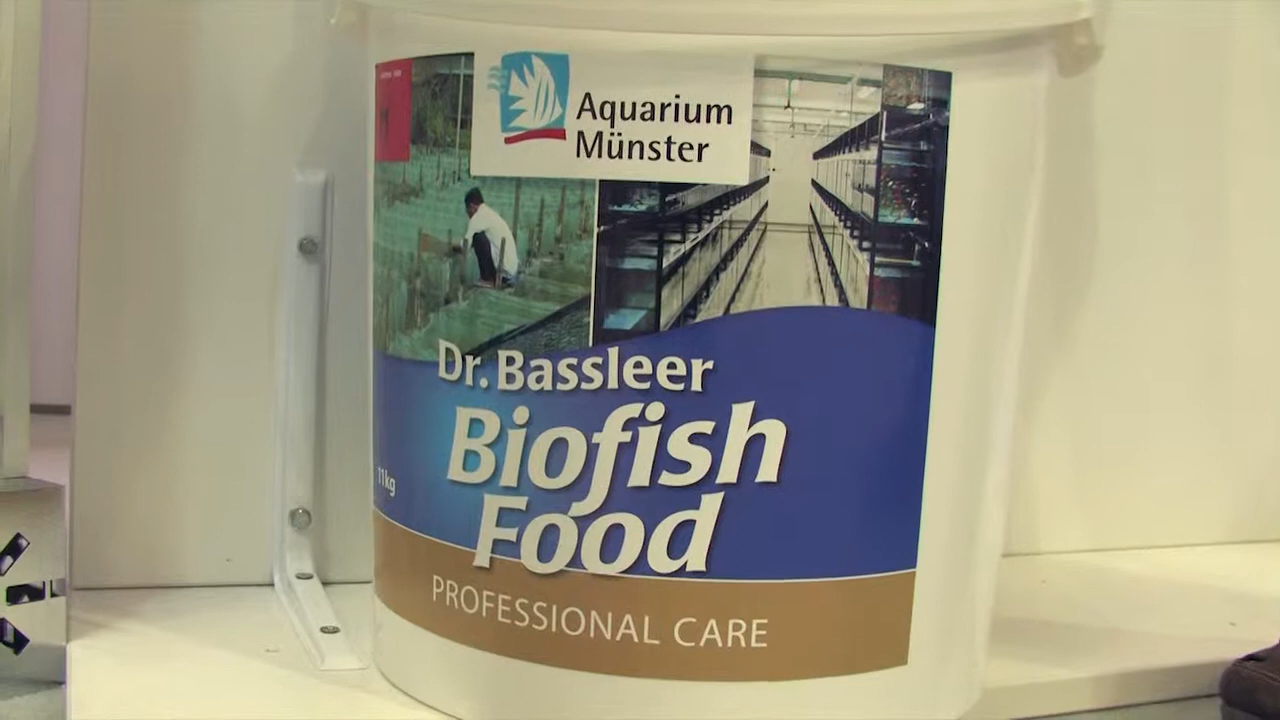 Aquarium
Münster
Dr. Bassleer
Biofish
Food
11kg
PROFESSIONAL CARE